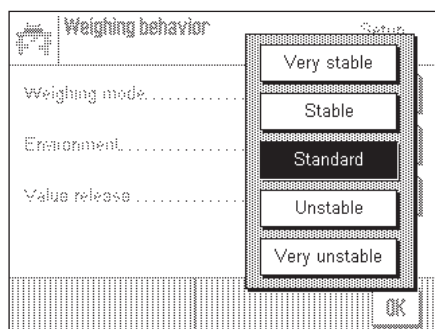 Weighing behavior
Setup
Weighing mode
Environment
Value release
Very stable
Stable
Standard
Unstable
Very unstable
OK